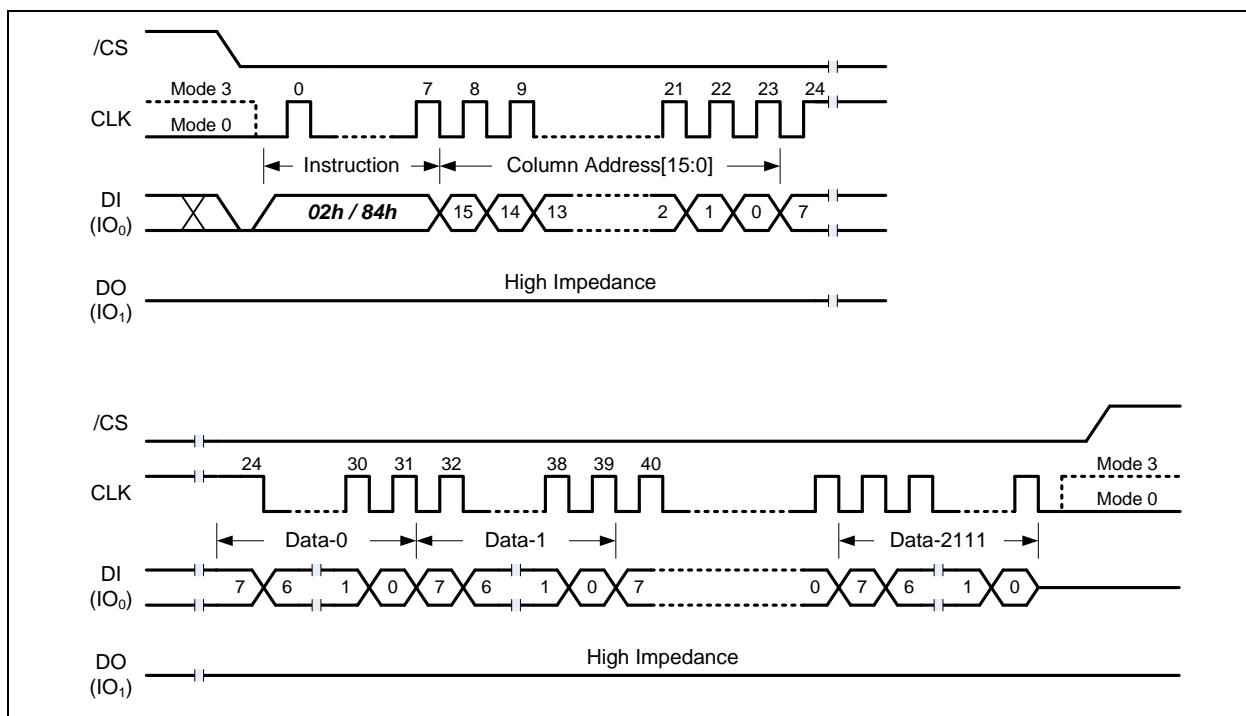 /CS
Mode 3 0 7 8 9 21 22 23 24
CLK
Mode 0
Instruction Column Address[15:0]
DI
(IO0)
02h / 84h 15 14 13 2 1 0 7
High Impedance
DO
(IO1)
/CS
24 30 31 32 38 39 40 Mode 3
CLK
Mode 0
Data-0 Data-1 Data-2111
DI
(IO0)
7 6 1 0 7 6 1 0 7 0 7 6 1 0
High Impedance
DO
(IO1)